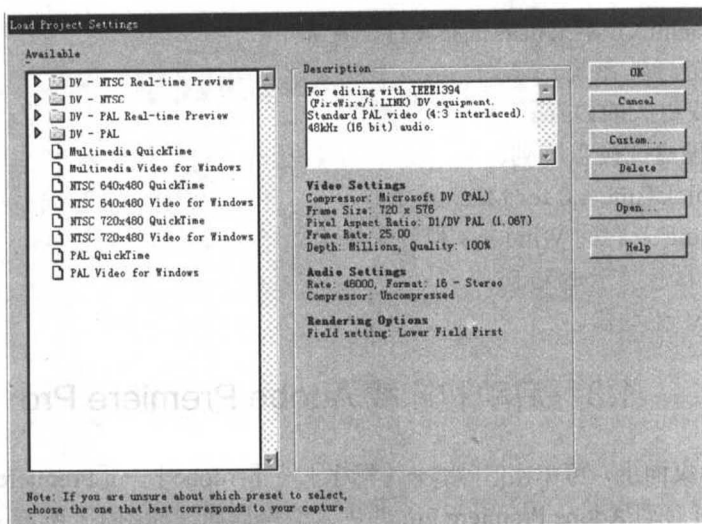 Load Project Settings
Available
DV - NTSC Real-time Preview
DV - NTSC
DV - PAL Real-time Preview
DV - PAL
Multimedia QuickTime
Multimedia Video for Windows
NTSC 640x480 QuickTime
NTSC 640x480 Video for Windows
NTSC 720x480 QuickTime
NTSC 720x480 Video for Windows
PAL QuickTime
PAL Video for Windows
Note: If you are unsure about which preset to select,
choose the one that best corresponds to your capture
Description
For editing with IEEE1394
(FireWire/i.LINK) DV equipment.
Standard PAL video (4:3 interlaced).
48kHz (16 bit) audio.
Video Settings
Compressor: Microsoft DV (PAL)
Frame Size: 720 x 576
Pixel Aspect Ratio: D1/DV PAL (1.067)
Frame Rate: 25.00
Depth: Millions, Quality: 100%
Audio Settings
Rate: 48000, Format: 16 - Stereo
Compressor: Uncompressed
Rendering Options
Field setting: Lower Field First
OK
Cancel
Custom...
Delete
Open...
Help
Adobe Premiere Pro